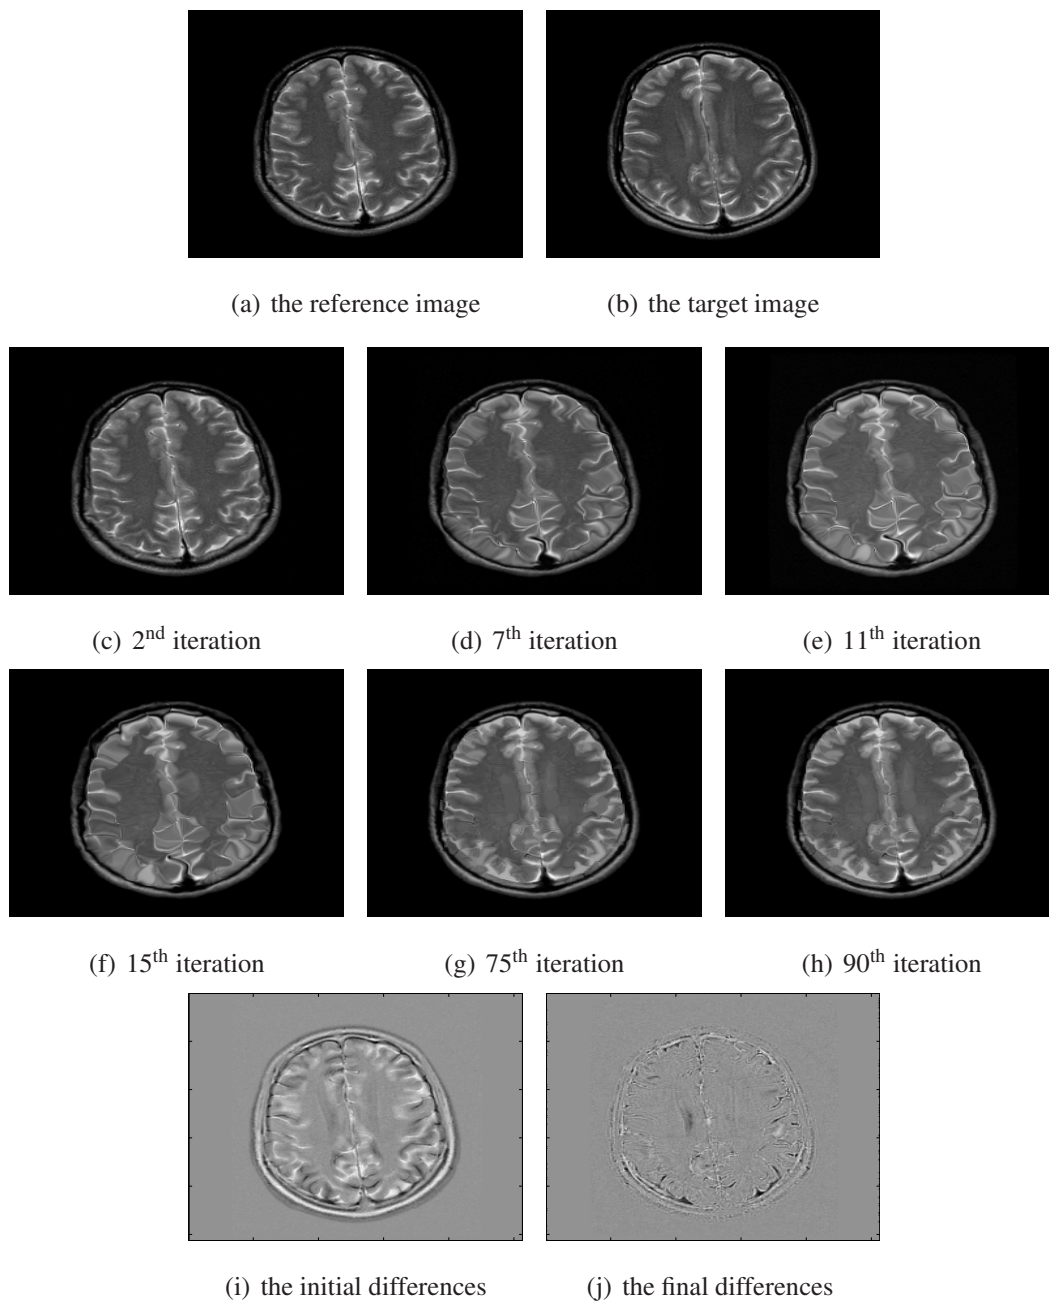 (a) the reference image
(b) the target image
(c) 2nd iteration
(d) 7th iteration
(e) 11th iteration
(f) 15th iteration
(g) 75th iteration
(h) 90th iteration
(i) the initial differences
(j) the final differences